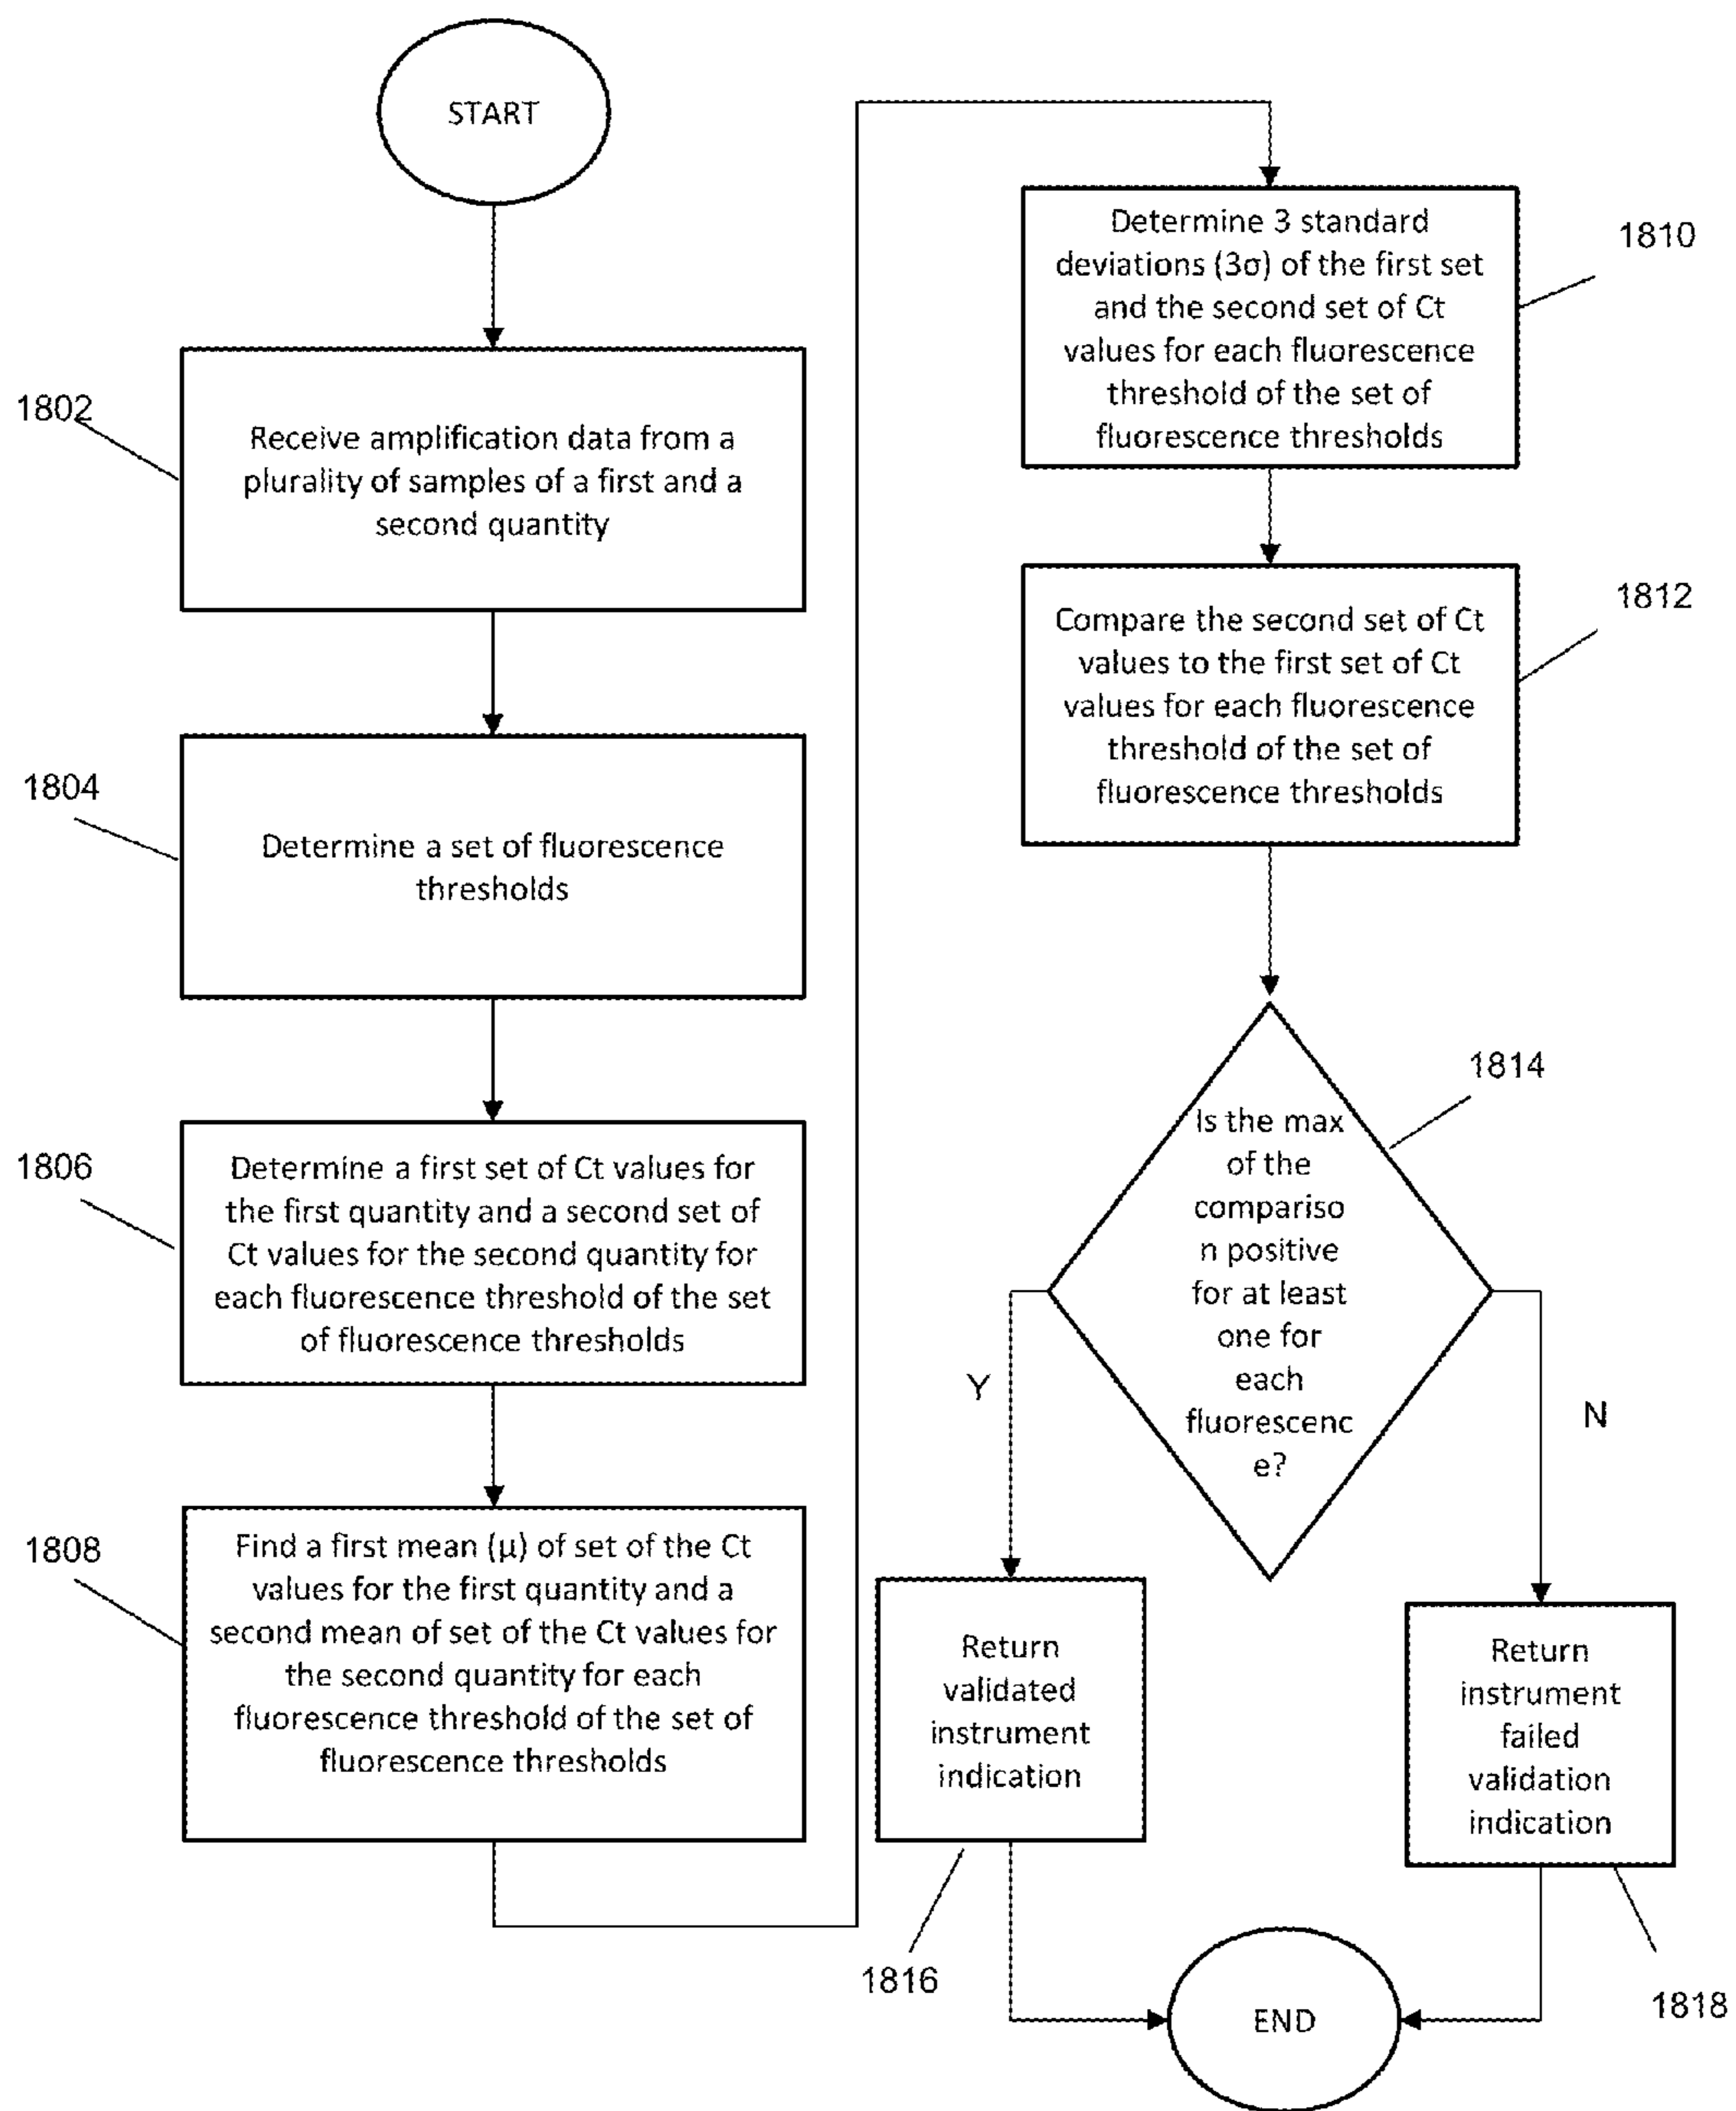 START
1802
Receive amplification data from a
plurality of samples of a first and a
second quantity
1804
Determine a set of fluorescence
thresholds
1806
Determine a first set of Ct values for
the first quantity and a second set of
Ct values for the second quantity for
each fluorescence threshold of the set
of fluorescence thresholds
1808
Find a first mean (μ) of set of the Ct
values for the first quantity and a
second mean of set of the Ct values for
the second quantity for each
fluorescence threshold of the set of
fluorescence thresholds
Determine 3 standard
deviations (3σ) of the first set
and the second set of Ct
values for each fluorescence
threshold of the set of
fluorescence thresholds
1810
Compare the second set of Ct
values to the first set of Ct
values for each fluorescence
threshold of the set of
fluorescence thresholds
1812
1814
Is the max
of the
compariso
n positive
for at least
one for
each
fluorescenc
e?
Y
N
Return
validated
instrument
indication
1816
Return
instrument
failed
validation
indication
1818
END